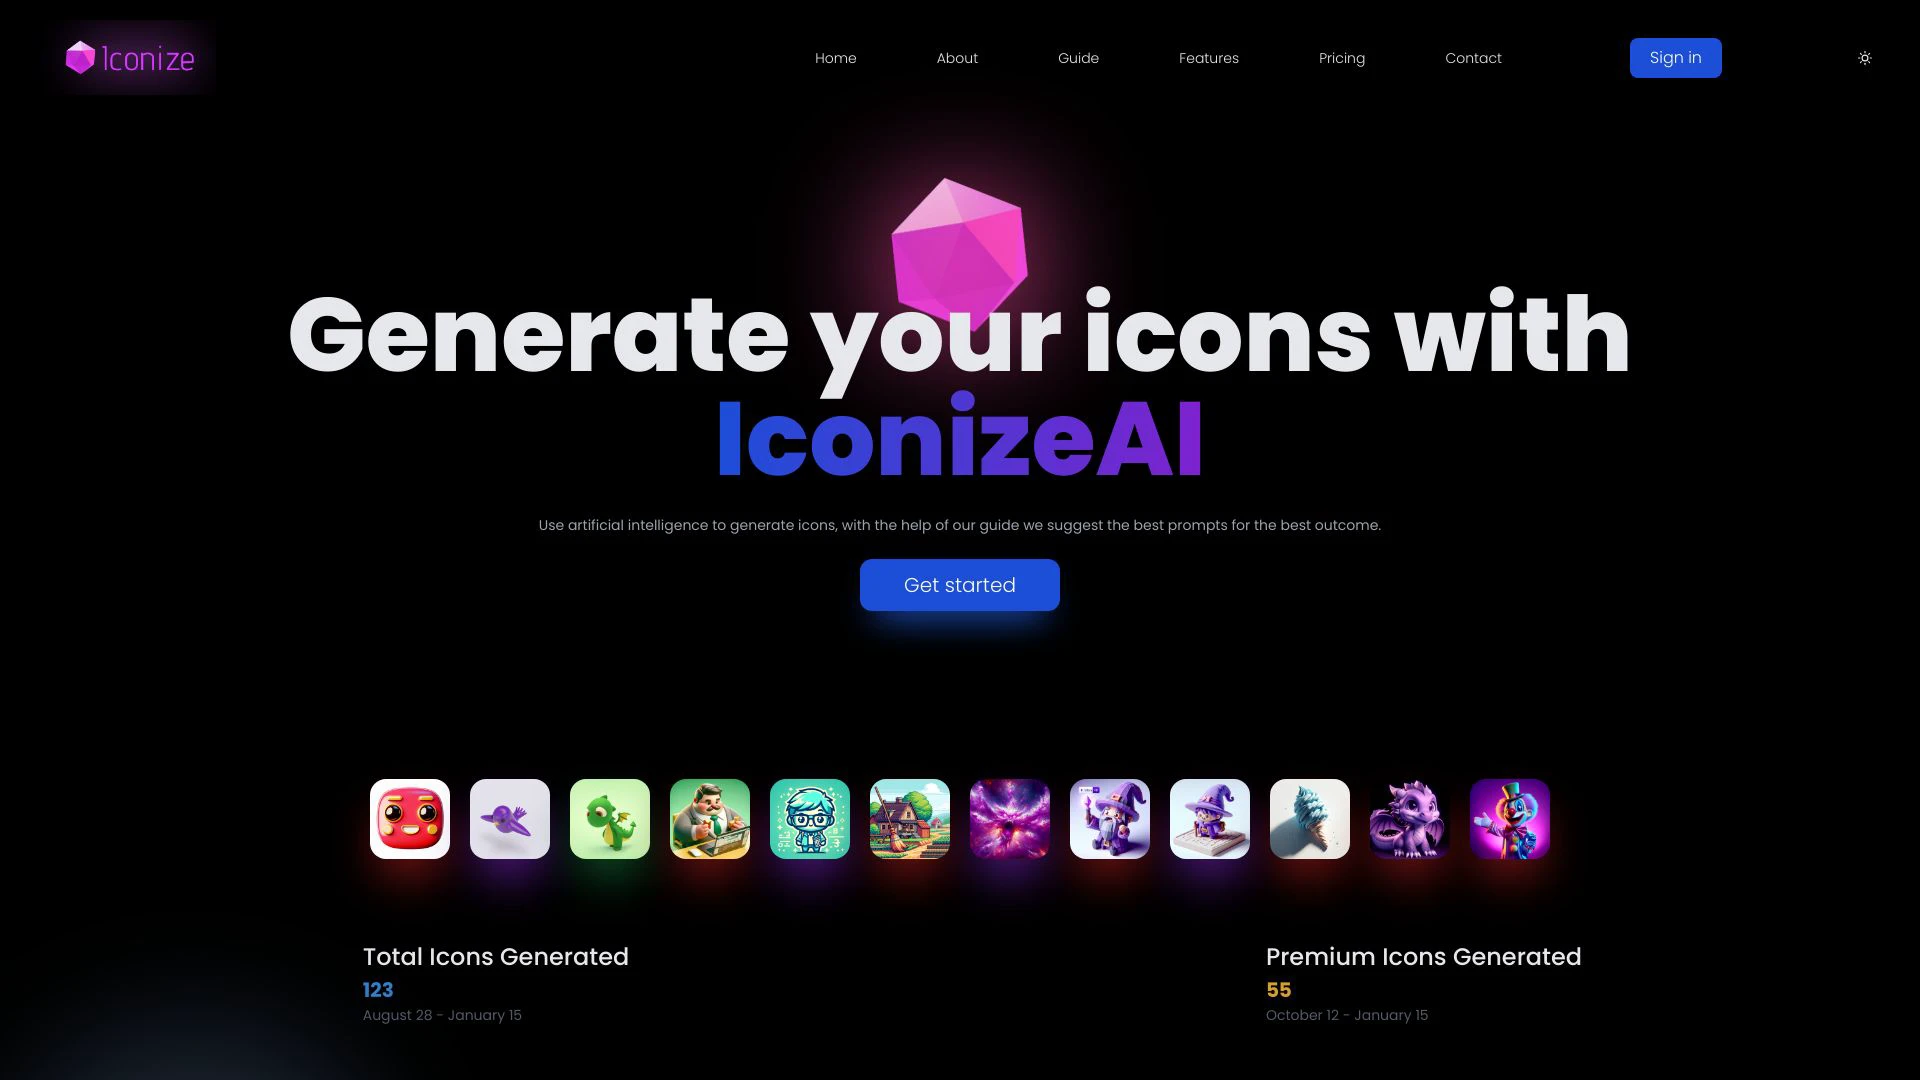 Iconize
Home
About
Guide
Features
Pricing
Contact
Sign in
Generate your icons with
IconizeAI
Use artificial intelligence to generate icons, with the help of our guide we suggest the best prompts for the best outcome.
Get started
Total Icons Generated
123
August 28 - January 15
Premium Icons Generated
55
October 12 - January 15